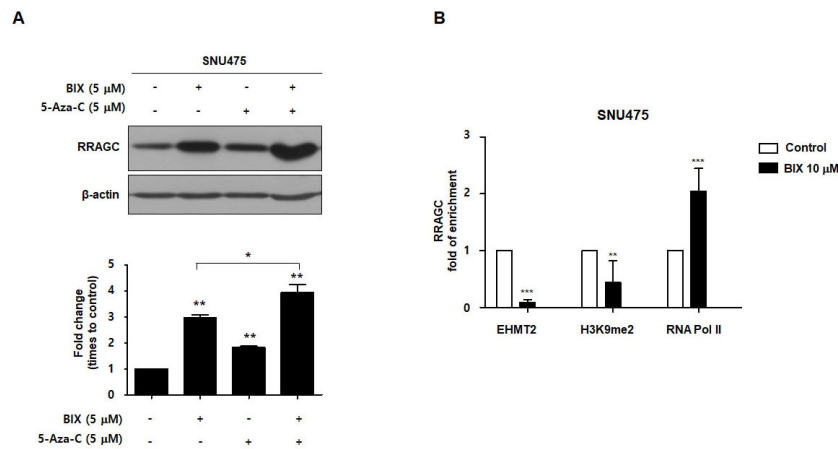 A
SNU475
BIX (5 μM) - + - +
5-Aza-C (5 μM) - - + +
RRAGC
β-actin
Fold change
(times to control)
5
4
3
2
1
0
*
** ** **
BIX (5 μM) - + - +
5-Aza-C (5 μM) - - + +
B
SNU475
RRAGC
fold of enrichment
3
2
1
0
*** ** ***
EHMT2 H3K9me2 RNA Pol II
Control
BIX 10 μM